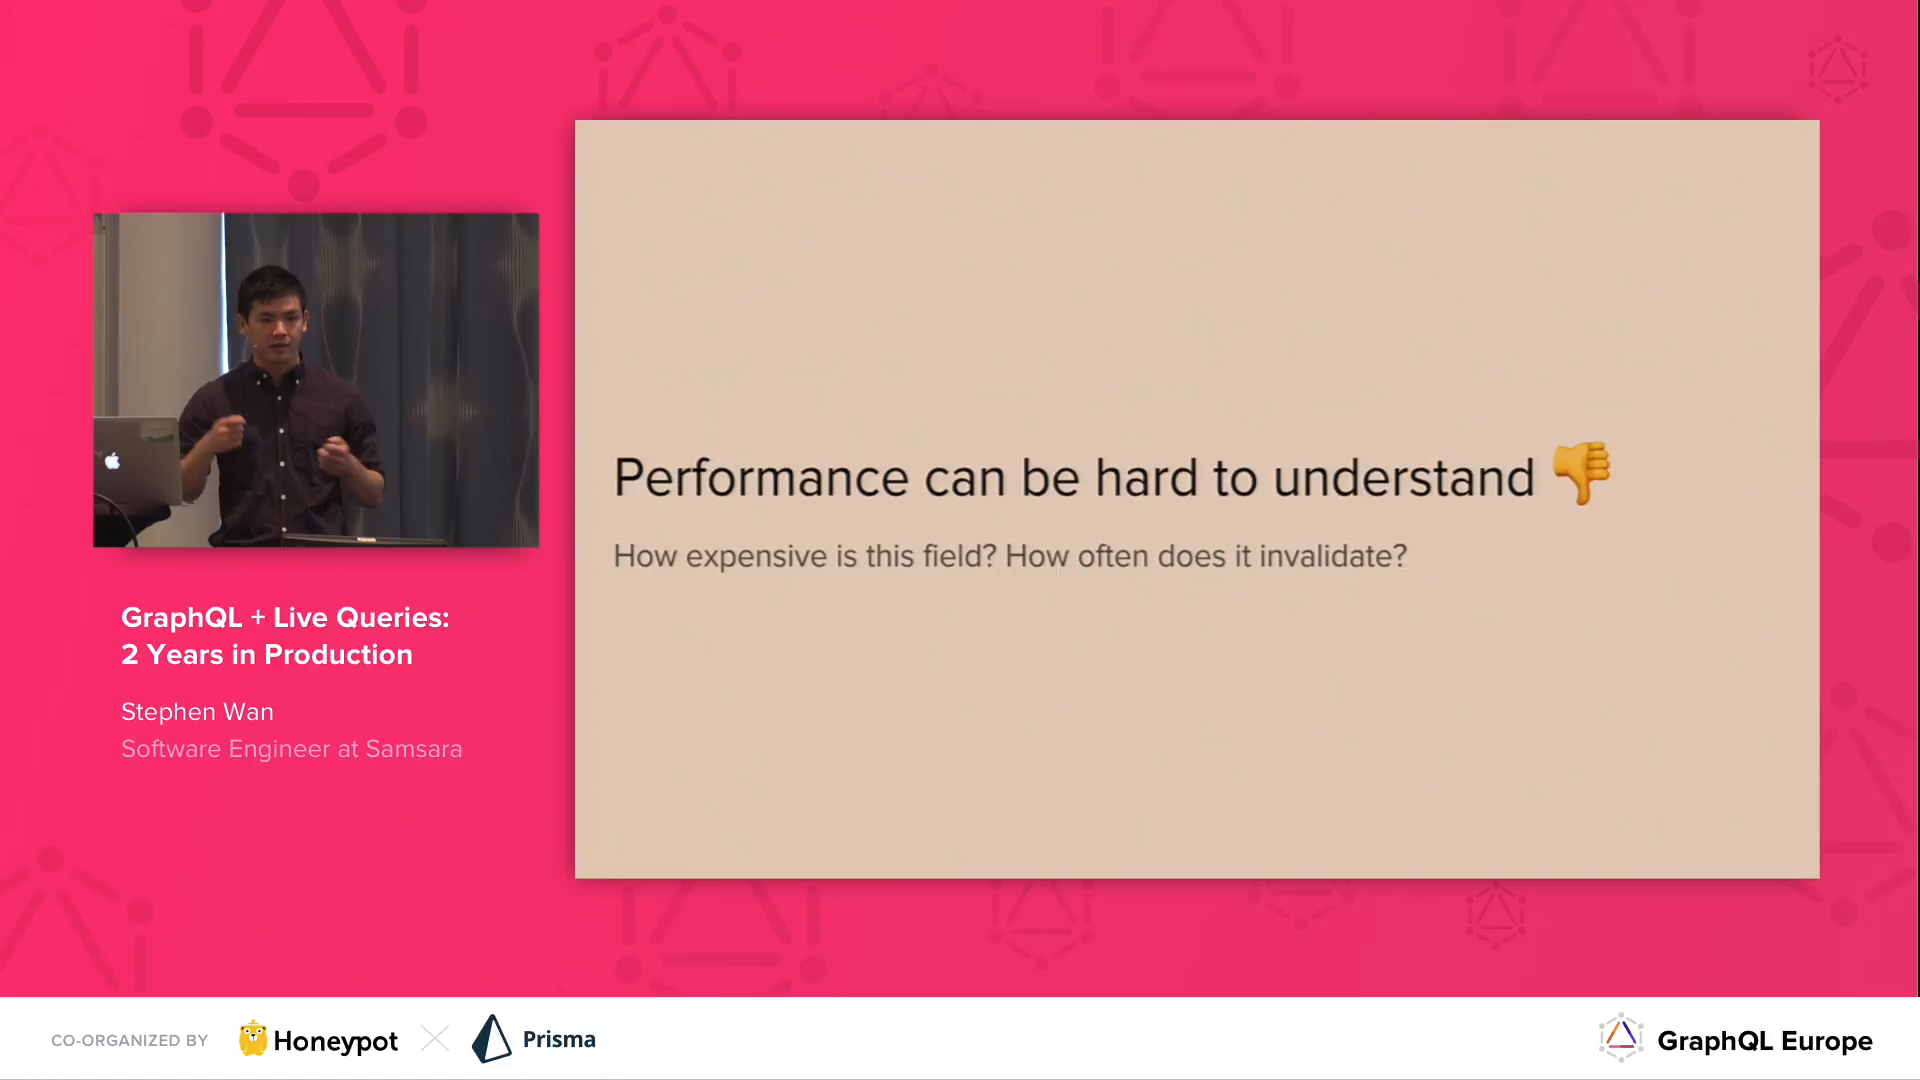 Performance can be hard to understand 👎
How expensive is this field? How often does it invalidate?
GraphQL + Live Queries:
2 Years in Production
Stephen Wan
Software Engineer at Samsara
CO-ORGANIZED BY
Honeypot
Prisma
GraphQL Europe